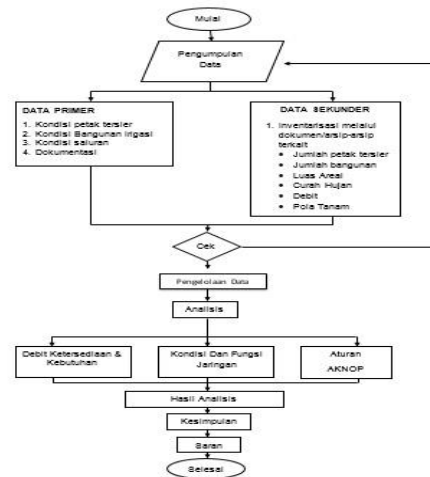 Mulai
Pengumpulan
Data
DATA PRIMER
1. Kondisi petak tersier
2. Kondisi Bangunan Irigasi
3. Kondisi saluran
4. Dokumentasi
DATA SEKUNDER
1. Inventarisasi melalui
dokumen/arsip-arsip
terkait
• Jumlah petak tersier
• Jumlah bangunan
• Luas Areal
• Curah Hujan
• Debit
• Pola Tanam
Cek
Pengelolaan Data
Analisis
Debit Ketersediaan &
Kebutuhan
Kondisi Dan Fungsi
Jaringan
Aturan
AKNOP
Hasil Analisis
Kesimpulan
Saran
Selesai